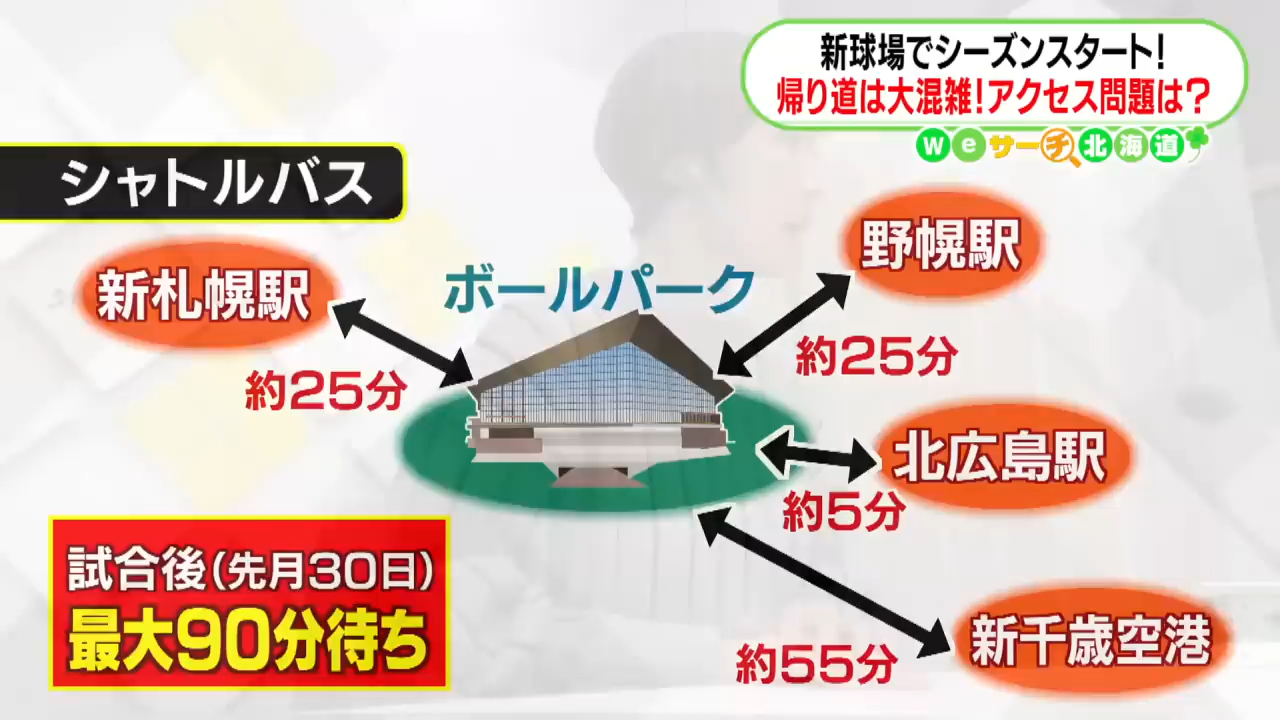 新球場でシーズンスタート!
帰り道は大混雑!アクセス問題は?
Weサーチ北海道
シャトルバス
新札幌駅
ボールパーク
野幌駅
約25分
約25分
北広島駅
約5分
試合後(先月30日)
最大90分待ち
新千歳空港
約55分